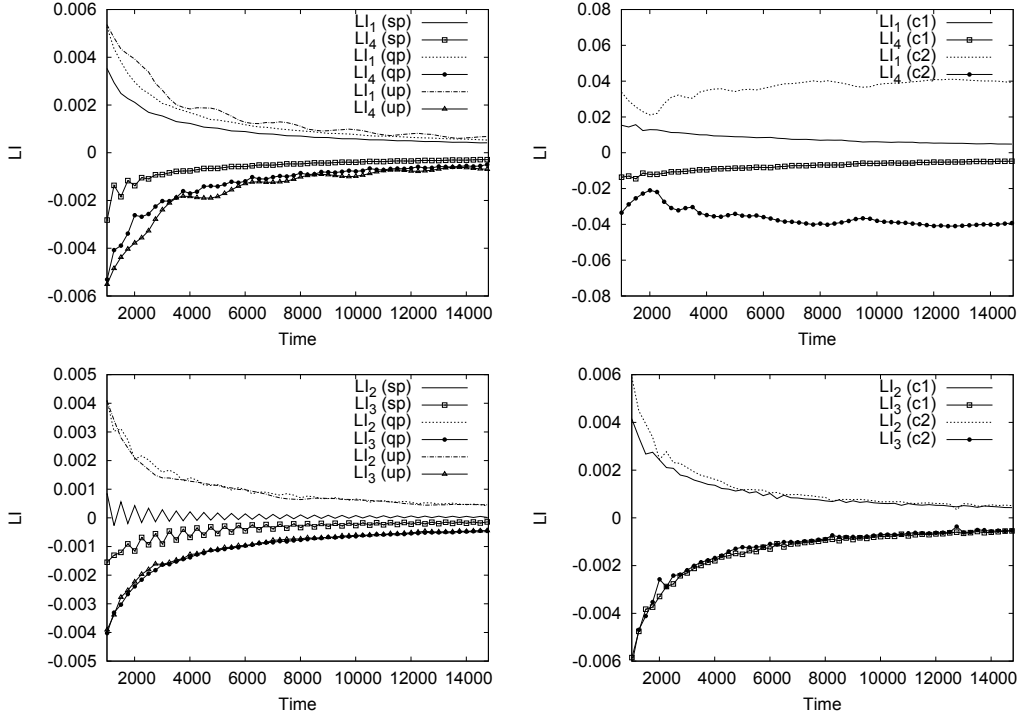 0.006
0.004
0.002
0
-0.002
-0.004
-0.006
LI
2000 4000 6000 8000 10000 12000 14000
Time
LI1 (sp)
LI4 (sp)
LI1 (qp)
LI4 (qp)
LI1 (up)
LI4 (up)
0.08
0.06
0.04
0.02
0
-0.02
-0.04
-0.06
-0.08
LI
2000 4000 6000 8000 10000 12000 14000
Time
LI1 (c1)
LI4 (c1)
LI1 (c2)
LI4 (c2)
0.005
0.004
0.003
0.002
0.001
0
-0.001
-0.002
-0.003
-0.004
-0.005
LI
2000 4000 6000 8000 10000 12000 14000
Time
LI2 (sp)
LI3 (sp)
LI2 (qp)
LI3 (qp)
LI2 (up)
LI3 (up)
0.006
0.004
0.002
0
-0.002
-0.004
-0.006
LI
2000 4000 6000 8000 10000 12000 14000
Time
LI2 (c1)
LI3 (c1)
LI2 (c2)
LI3 (c2)